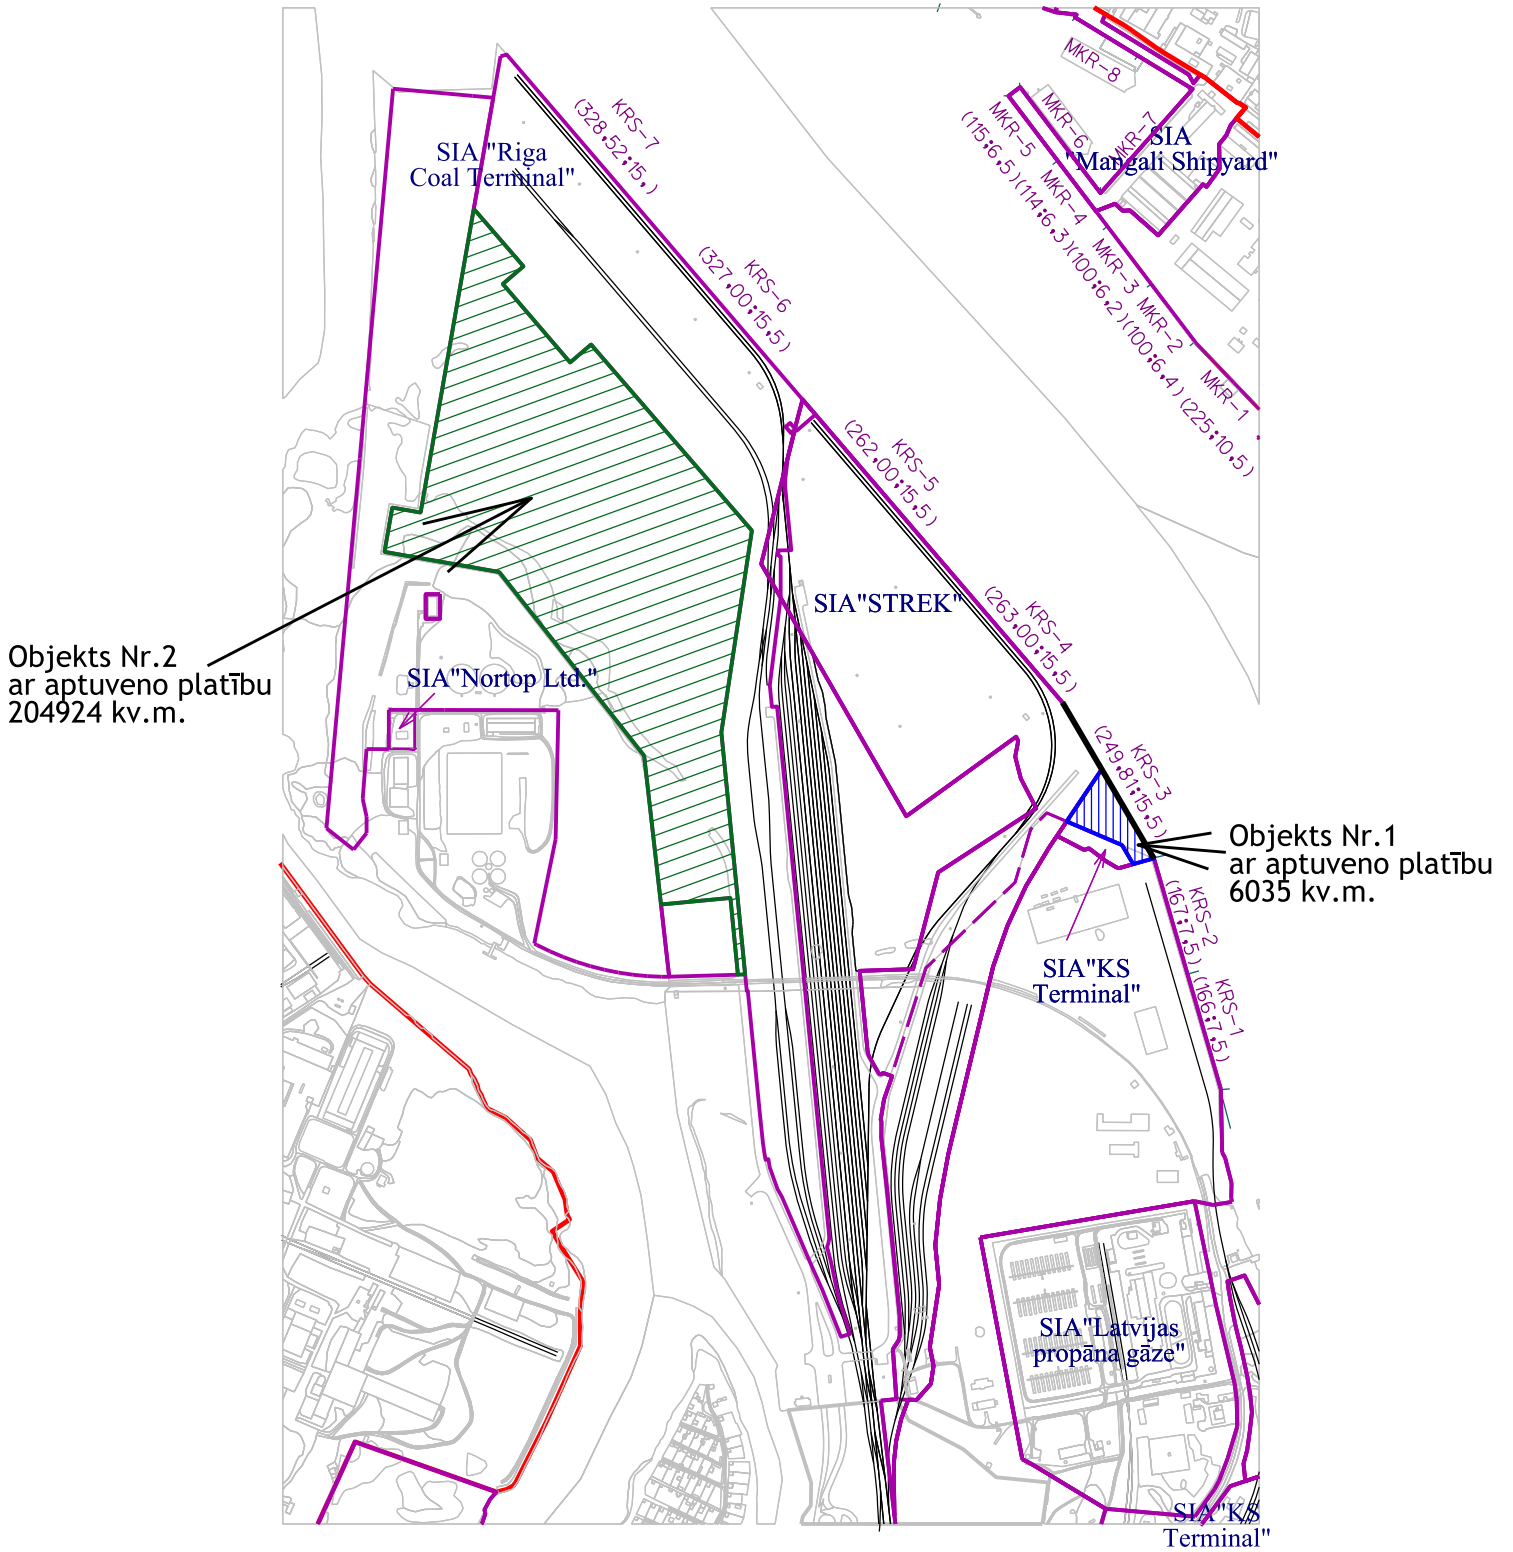 MKR-8
MKR-7
MKR-6
MKR-5
(115;6,5)
MKR-4
(114;6,3)
MKR-3
(100;6,2)
MKR-2
(100;6,4)
MKR-1
(225;10,5)
SIA
"Mangali Shipyard"
KRS-7
(328,52;15,)
SIA "Riga
Coal Terminal"
KRS-6
(327,00;15,5)
KRS-5
(262,00;15,5)
SIA"STREK"
KRS-4
(263,00;15,5)
Objekts Nr.2
ar aptuveno platību
204924 kv.m.
SIA"Nortop Ltd."
KRS-3
(249,81;15,5)
Objekts Nr.1
ar aptuveno platību
6035 kv.m.
KRS-2
(167;7,5)
SIA"KS
Terminal"
KRS-1
(166;7,5)
SIA"Latvijas
propāna gāze"
SIA"KS
Terminal"